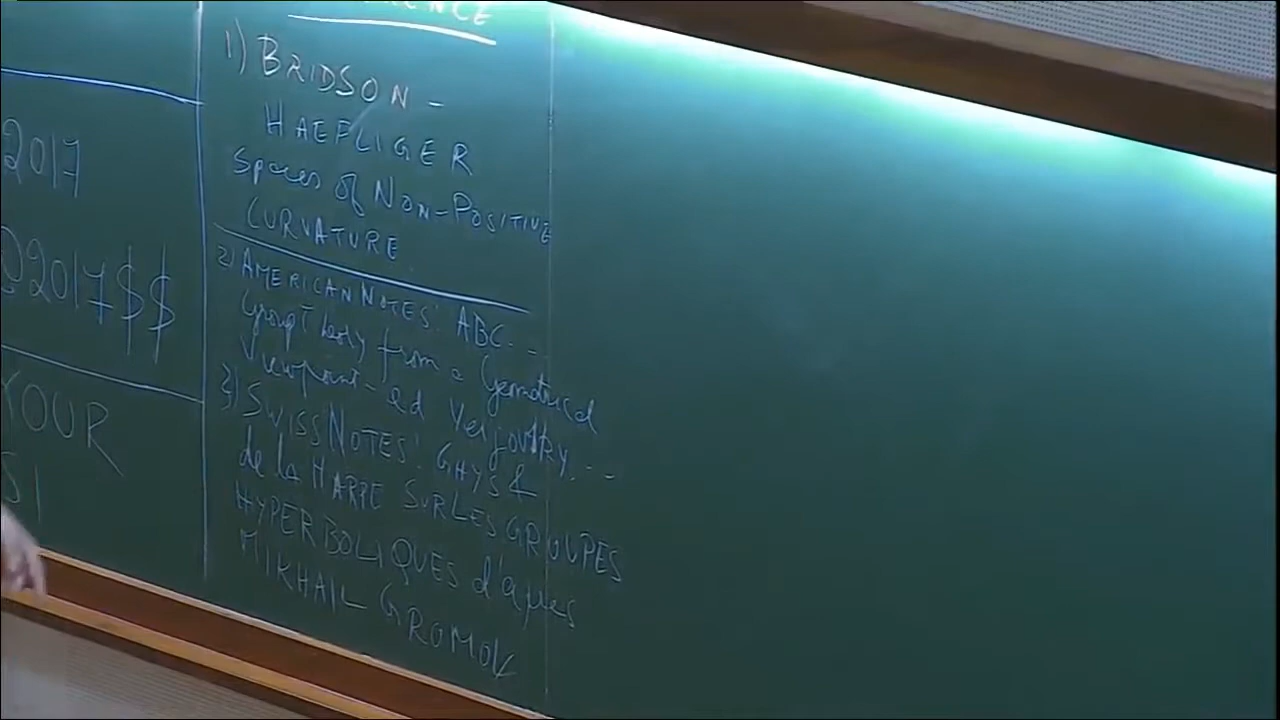 2017
2017$$
YOUR
1) BRIDSON -
HAEFLIGER
Spaces of NON-POSITIVE
CURVATURE
2) AMERICAN NOTES: ABC...
Group Theory from a Geometrical
Viewpoint - ed Verjovsky...
3) SWISS NOTES: GHYS &
de la HARPE SUR LES GROUPES
HYPERBOLIQUES d'après
MIKHAIL GROMOV